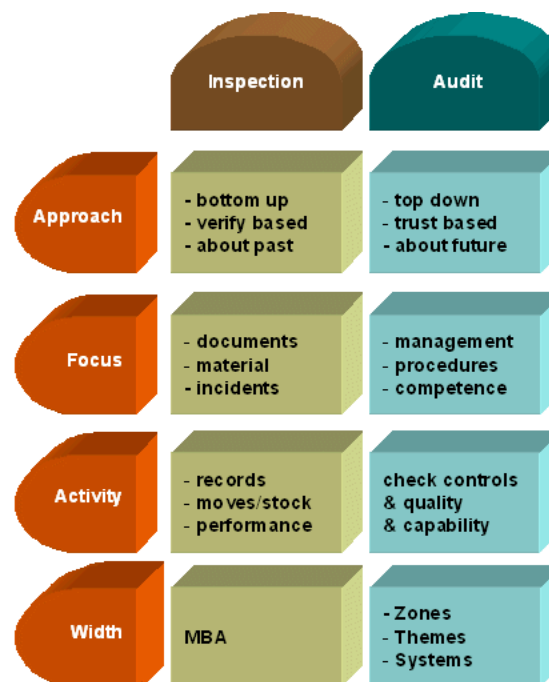 Inspection
Audit
Approach
- bottom up
- verify based
- about past
- top down
- trust based
- about future
Focus
- documents
- material
- incidents
- management
- procedures
- competence
Activity
- records
- moves/stock
- performance
check controls
& quality
& capability
Width
MBA
- Zones
- Themes
- Systems